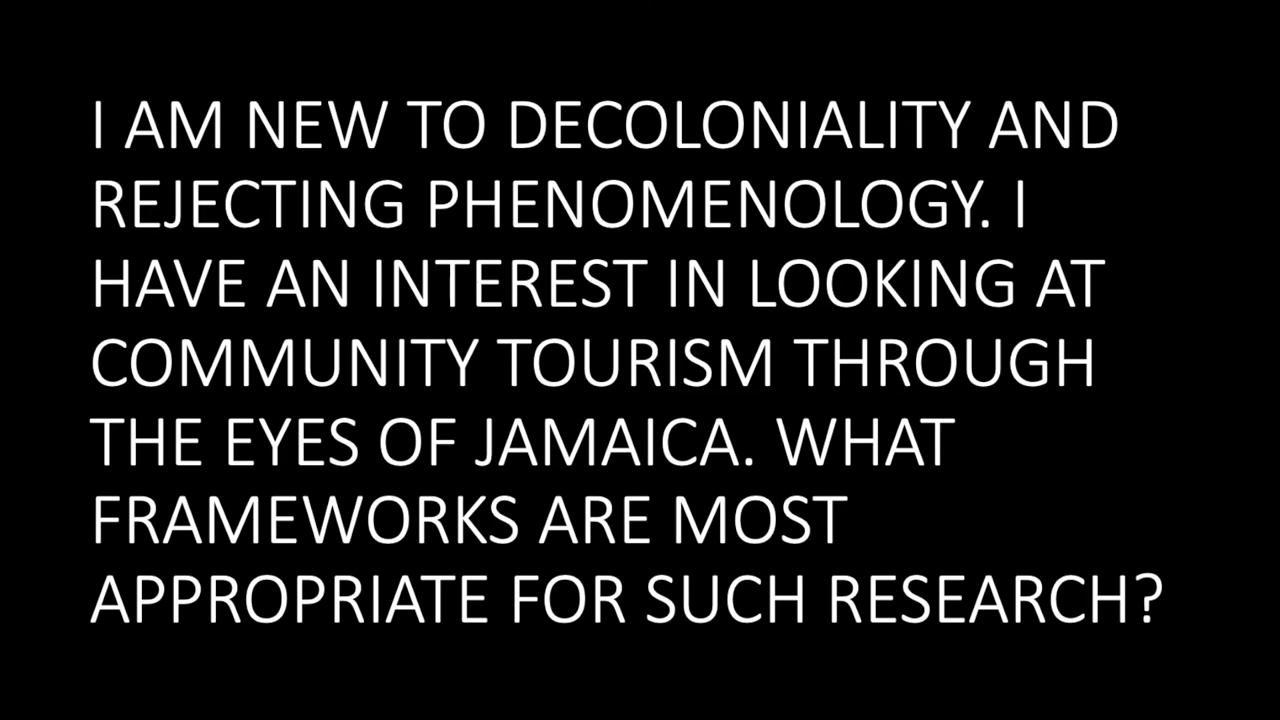 I AM NEW TO DECOLONIALITY AND
REJECTING PHENOMENOLOGY. I
HAVE AN INTEREST IN LOOKING AT
COMMUNITY TOURISM THROUGH
THE EYES OF JAMAICA. WHAT
FRAMEWORKS ARE MOST
APPROPRIATE FOR SUCH RESEARCH?